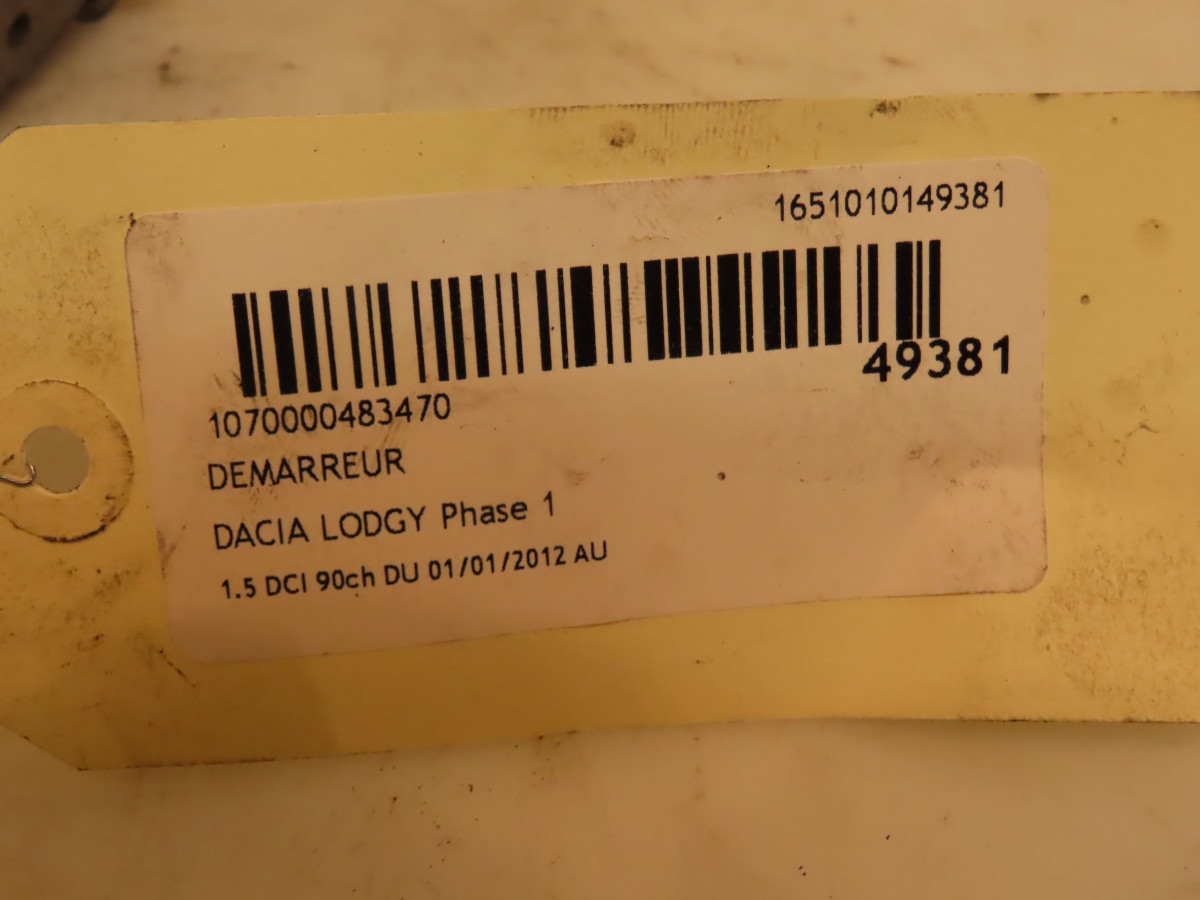 1651010149381
49381
1070000483470
DEMARREUR
DACIA LODGY Phase 1
1.5 DCI 90ch DU 01/01/2012 AU